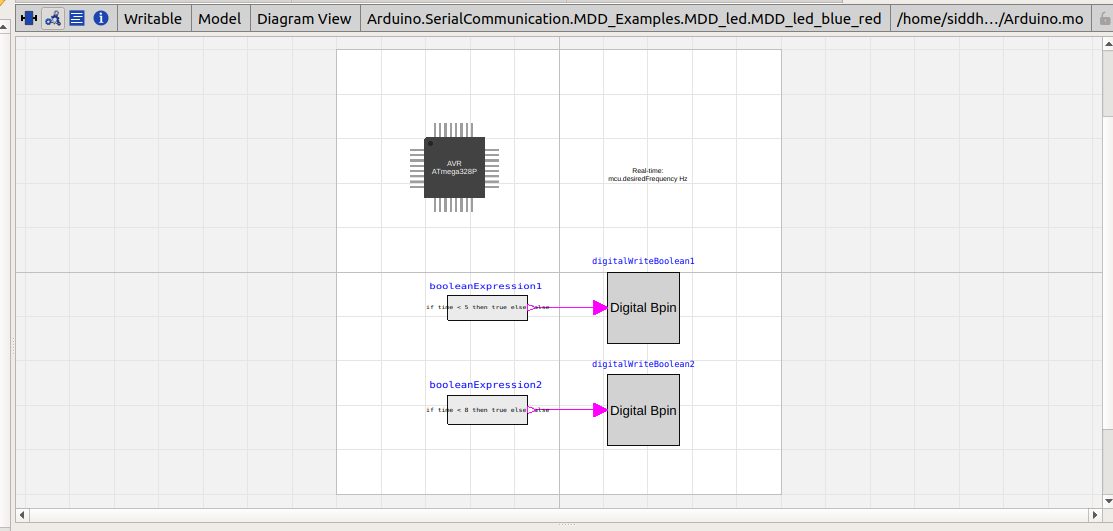 Writable
Model
Diagram View
Arduino.SerialCommunication.MDD_Examples.MDD_led.MDD_led_blue_red
/home/siddh…/Arduino.mo
AVR
ATmega328P
Real-time:
mcu.desiredFrequency Hz
digitalWriteBoolean1
booleanExpression1
if time < 5 then true else false
Digital Bpin
digitalWriteBoolean2
booleanExpression2
if time < 8 then true else false
Digital Bpin